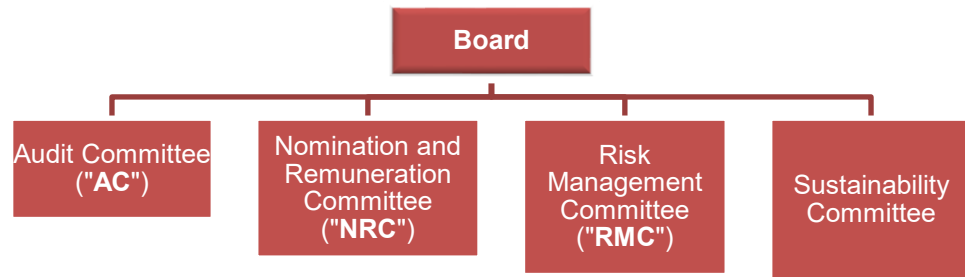 Board
Audit Committee
("AC")
Nomination and
Remuneration
Committee
("NRC")
Risk
Management
Committee
("RMC")
Sustainability
Committee